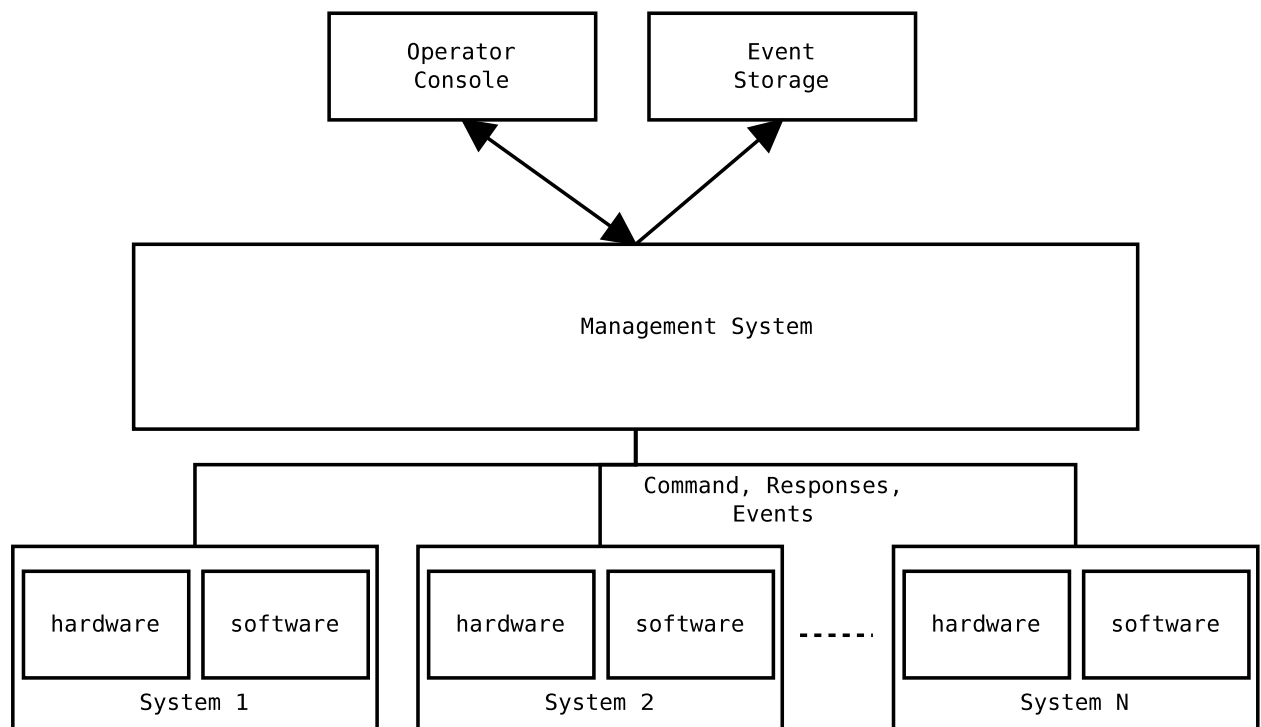 Operator
Console
Event
Storage
Management System
Command, Responses,
Events
hardware
software
System 1
hardware
software
System 2
hardware
software
System N